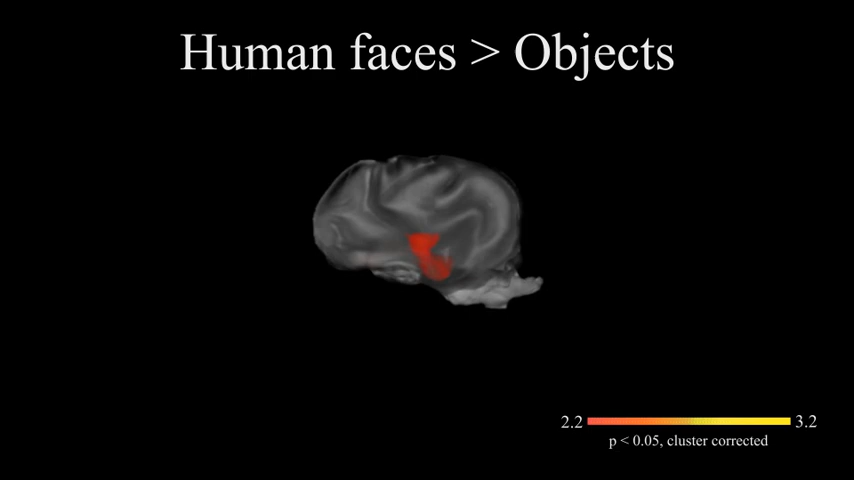 Human faces > Objects
2.2 3.2
p < 0.05, cluster corrected